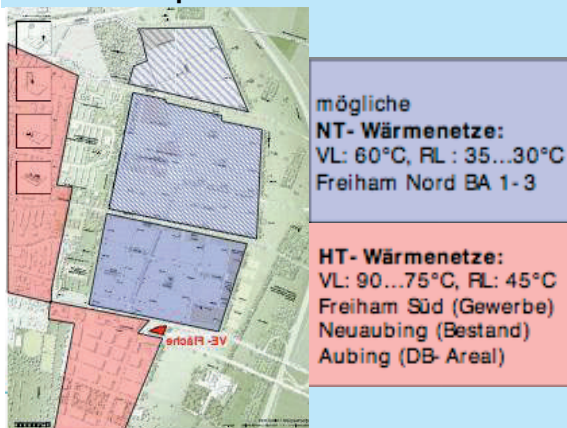 VE- Fläche
mögliche
NT- Wärmenetze:
VL: 60°C, RL : 35...30°C
Freiham Nord BA 1- 3
HT- Wärmenetze:
VL: 90...75°C, RL: 45°C
Freiham Süd (Gewerbe)
Neuaubing (Bestand)
Aubing (DB- Areal)